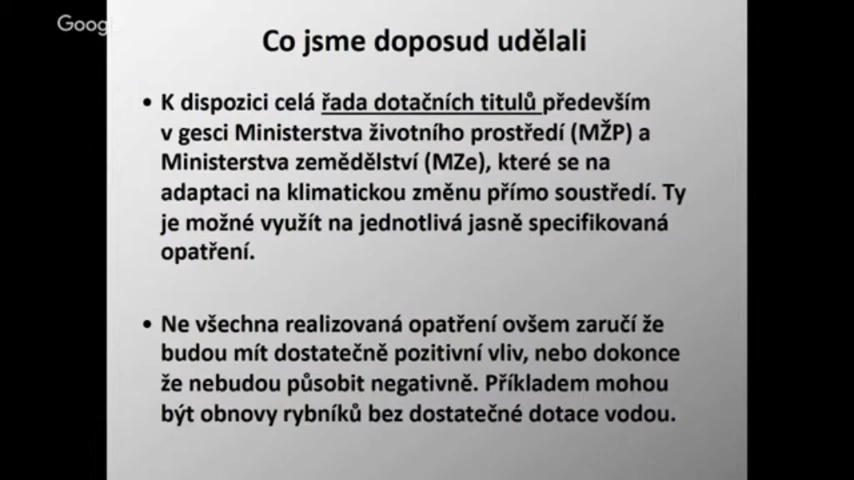 Google
Co jsme doposud udělali
• K dispozici celá řada dotačních titulů především
v gesci Ministerstva životního prostředí (MŽP) a
Ministerstva zemědělství (MZe), které se na
adaptaci na klimatickou změnu přímo soustředí. Ty
je možné využít na jednotlivá jasně specifikovaná
opatření.
• Ne všechna realizovaná opatření ovšem zaručí že
budou mít dostatečně pozitivní vliv, nebo dokonce
že nebudou působit negativně. Příkladem mohou
být obnovy rybníků bez dostatečné dotace vodou.